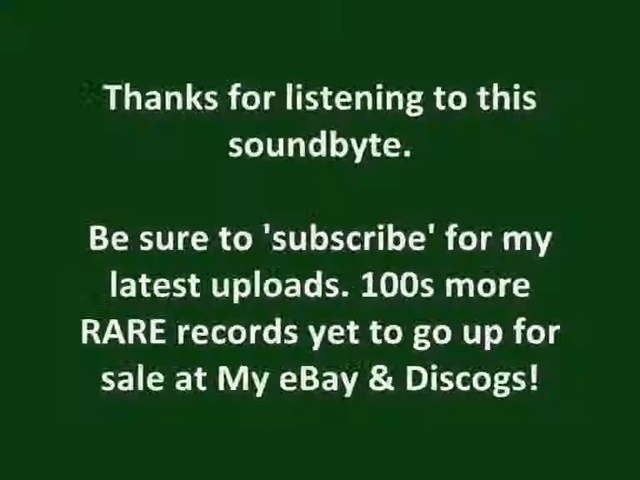 Thanks for listening to this
soundbyte.
Be sure to 'subscribe' for my
latest uploads. 100s more
RARE records yet to go up for
sale at My eBay & Discogs!